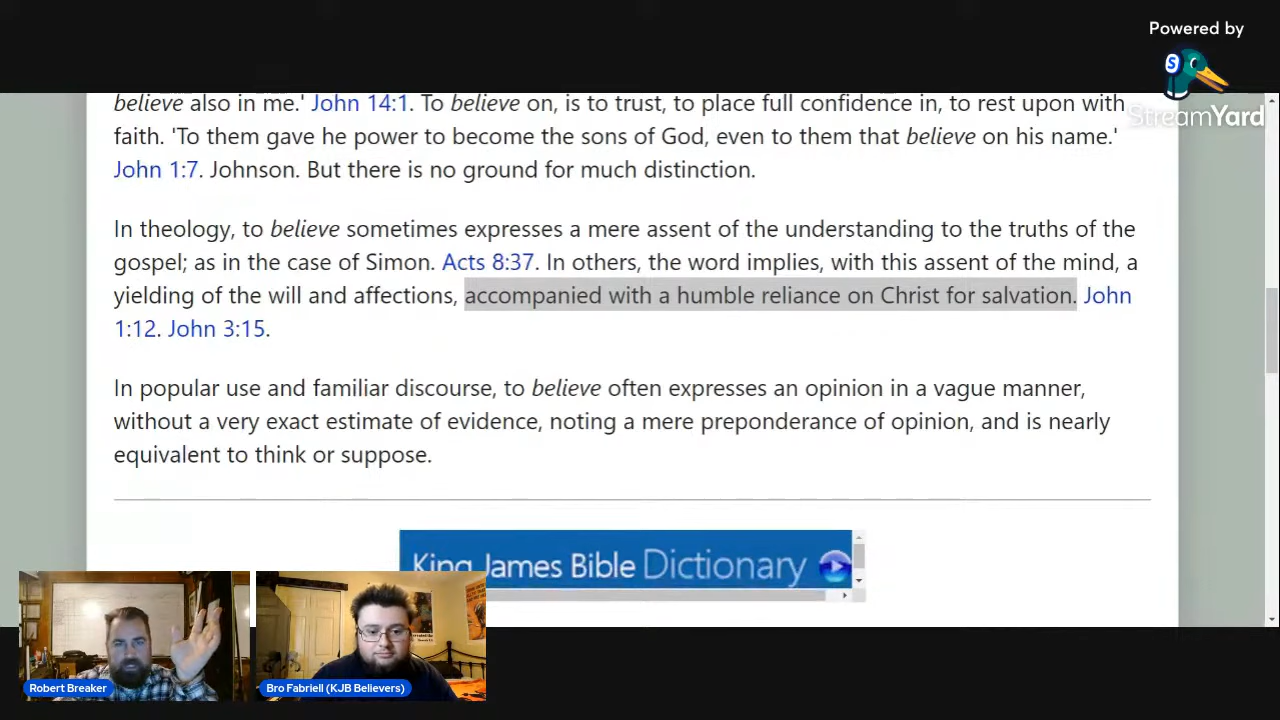 Powered by
StreamYard
believe also in me.' John 14:1. To believe on, is to trust, to place full confidence in, to rest upon with
faith. 'To them gave he power to become the sons of God, even to them that believe on his name.'
John 1:7. Johnson. But there is no ground for much distinction.
In theology, to believe sometimes expresses a mere assent of the understanding to the truths of the
gospel; as in the case of Simon. Acts 8:37. In others, the word implies, with this assent of the mind, a
yielding of the will and affections, accompanied with a humble reliance on Christ for salvation. John
1:12. John 3:15.
In popular use and familiar discourse, to believe often expresses an opinion in a vague manner,
without a very exact estimate of evidence, noting a mere preponderance of opinion, and is nearly
equivalent to think or suppose.
King James Bible Dictionary
Robert Breaker
Bro Fabriell (KJB Believers)